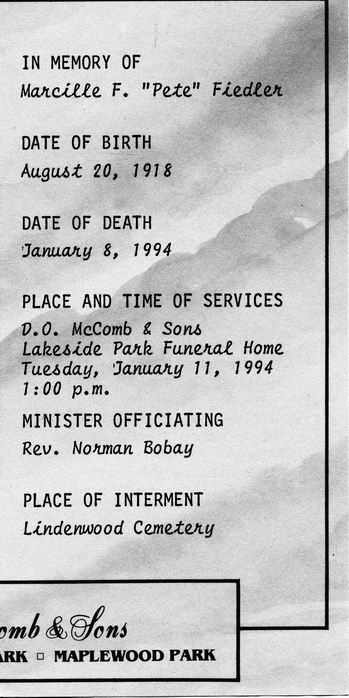 IN MEMORY OF
Marcille F. "Pete" Fiedler
DATE OF BIRTH
August 20, 1918
DATE OF DEATH
January 8, 1994
PLACE AND TIME OF SERVICES
D.O. McComb & Sons
Lakeside Park Funeral Home
Tuesday, January 11, 1994
1:00 p.m.
MINISTER OFFICIATING
Rev. Norman Bobay
PLACE OF INTERMENT
Lindenwood Cemetery
omb & Sons
ARK □ MAPLEWOOD PARK